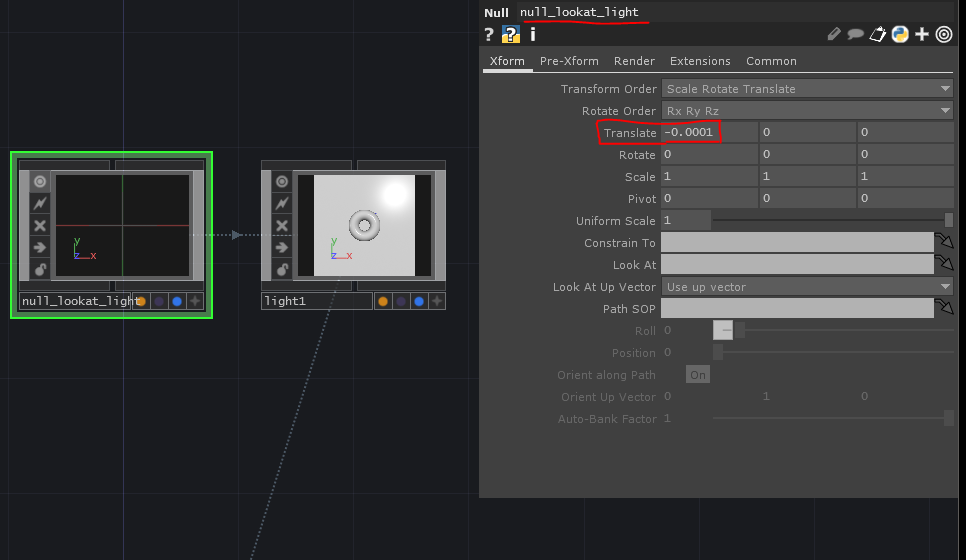 Null null_lookat_light
? ? i
Xform Pre-Xform Render Extensions Common
Transform Order Scale Rotate Translate
Rotate Order Rx Ry Rz
Translate -0.0001 0 0
Rotate 0 0 0
Scale 1 1 1
Pivot 0 0 0
Uniform Scale 1
Constrain To
Look At
Look At Up Vector Use up vector
Path SOP
Roll 0
Position 0
Orient along Path On
Orient Up Vector 0 1 0
Auto-Bank Factor 1
y
z x
null_lookat_light
y
z x
light1